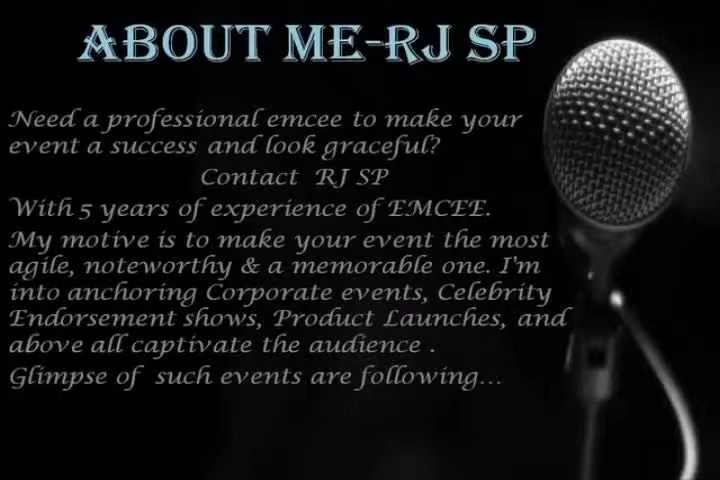 ABOUT ME-RJ SP
Need a professional emcee to make your
event a success and look graceful?
Contact RJ SP
With 5 years of experience of EMCEE.
My motive is to make your event the most
agile, noteworthy & a memorable one. I'm
into anchoring Corporate events, Celebrity
Endorsement shows, Product Launches, and
above all captivate the audience .
Glimpse of such events are following...